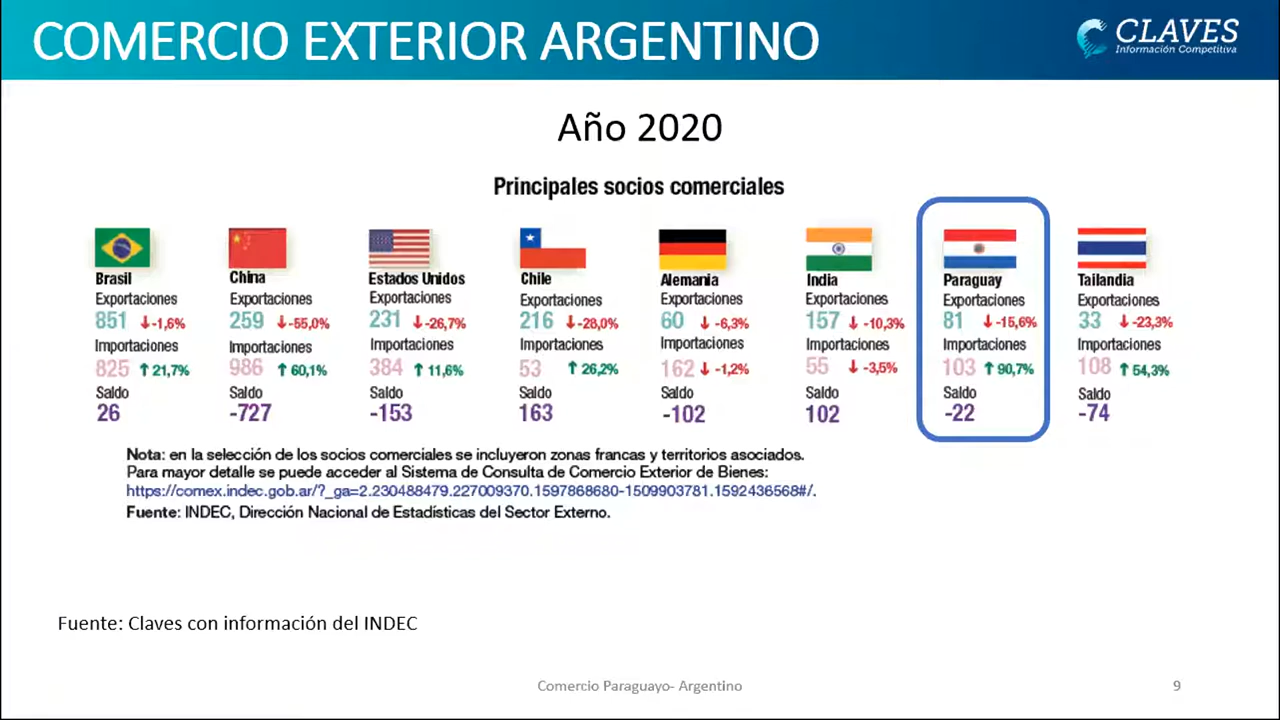 COMERCIO EXTERIOR ARGENTINO
CLAVES
Información Competitiva
Año 2020
Principales socios comerciales
Brasil
Exportaciones
851 -1,6%
Importaciones
825 21,7%
Saldo
26
China
Exportaciones
259 -55,0%
Importaciones
986 60,1%
Saldo
-727
Estados Unidos
Exportaciones
231 -26,7%
Importaciones
384 11,6%
Saldo
-153
Chile
Exportaciones
216 -28,0%
Importaciones
53 26,2%
Saldo
163
Alemania
Exportaciones
60 -6,3%
Importaciones
162 -1,2%
Saldo
-102
India
Exportaciones
157 -10,3%
Importaciones
55 -3,5%
Saldo
102
Paraguay
Exportaciones
81 -15,6%
Importaciones
103 90,7%
Saldo
-22
Tailandia
Exportaciones
33 -23,3%
Importaciones
108 54,3%
Saldo
-74
Nota: en la selección de los socios comerciales se incluyeron zonas francas y territorios asociados.
Para mayor detalle se puede acceder al Sistema de Consulta de Comercio Exterior de Bienes:
https://comex.indec.gob.ar/?_ga=2.230488479.227009370.1597868680-1509903781.1592436568#/.
Fuente: INDEC, Dirección Nacional de Estadísticas del Sector Externo.
Fuente: Claves con información del INDEC
Comercio Paraguayo- Argentino
9